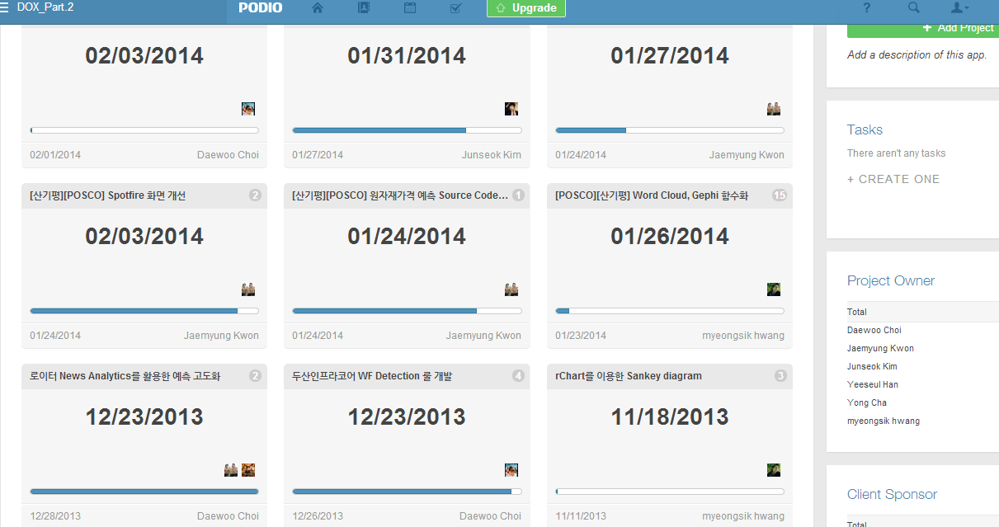 DOX_Part.2
PODIO
Upgrade
?
+ Add Project
Add a description of this app.
02/03/2014
02/01/2014
Daewoo Choi
01/31/2014
01/27/2014
Junseok Kim
01/27/2014
01/24/2014
Jaemyung Kwon
[산기평][POSCO] Spotfire 화면 개선
2
02/03/2014
01/24/2014
Jaemyung Kwon
[산기평][POSCO] 원자재가격 예측 Source Code...
1
01/24/2014
01/24/2014
Jaemyung Kwon
[POSCO][산기평] Word Cloud, Gephi 함수화
15
01/26/2014
01/23/2014
myeongsik hwang
로이터 News Analytics를 활용한 예측 고도화
2
12/23/2013
12/28/2013
Daewoo Choi
두산인프라코어 WF Detection 룰 개발
4
12/23/2013
12/26/2013
Daewoo Choi
rChart를 이용한 Sankey diagram
3
11/18/2013
11/11/2013
myeongsik hwang
Tasks
There aren't any tasks
+ CREATE ONE
Project Owner
Total
Daewoo Choi
Jaemyung Kwon
Junseok Kim
Yeeseul Han
Yong Cha
myeongsik hwang
Client Sponsor
Total